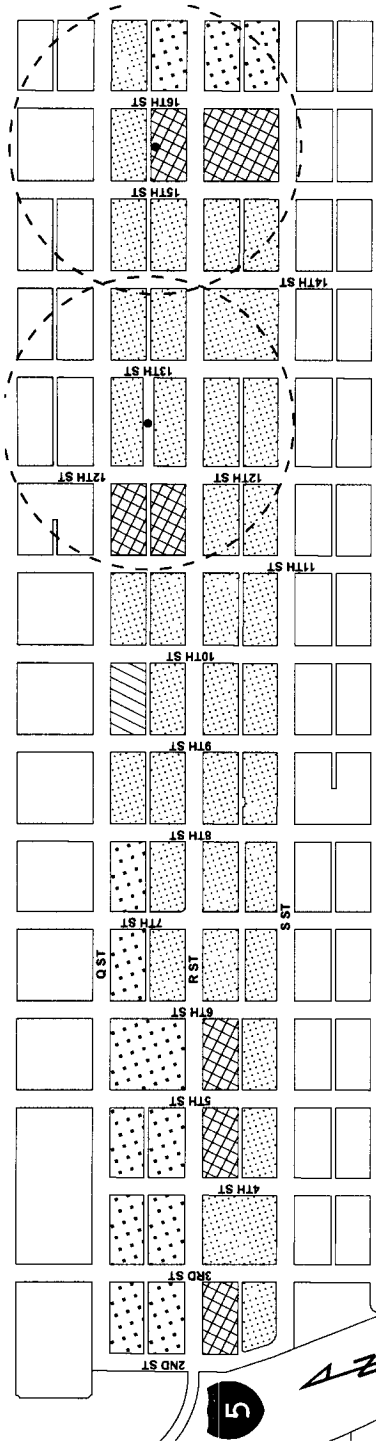 16TH ST
15TH ST
14TH ST
13TH ST
12TH ST
12TH ST
11TH ST
10TH ST
9TH ST
8TH ST
7TH ST
Q ST
R ST
S ST
6TH ST
5TH ST
4TH ST
3RD ST
2ND ST
5
N